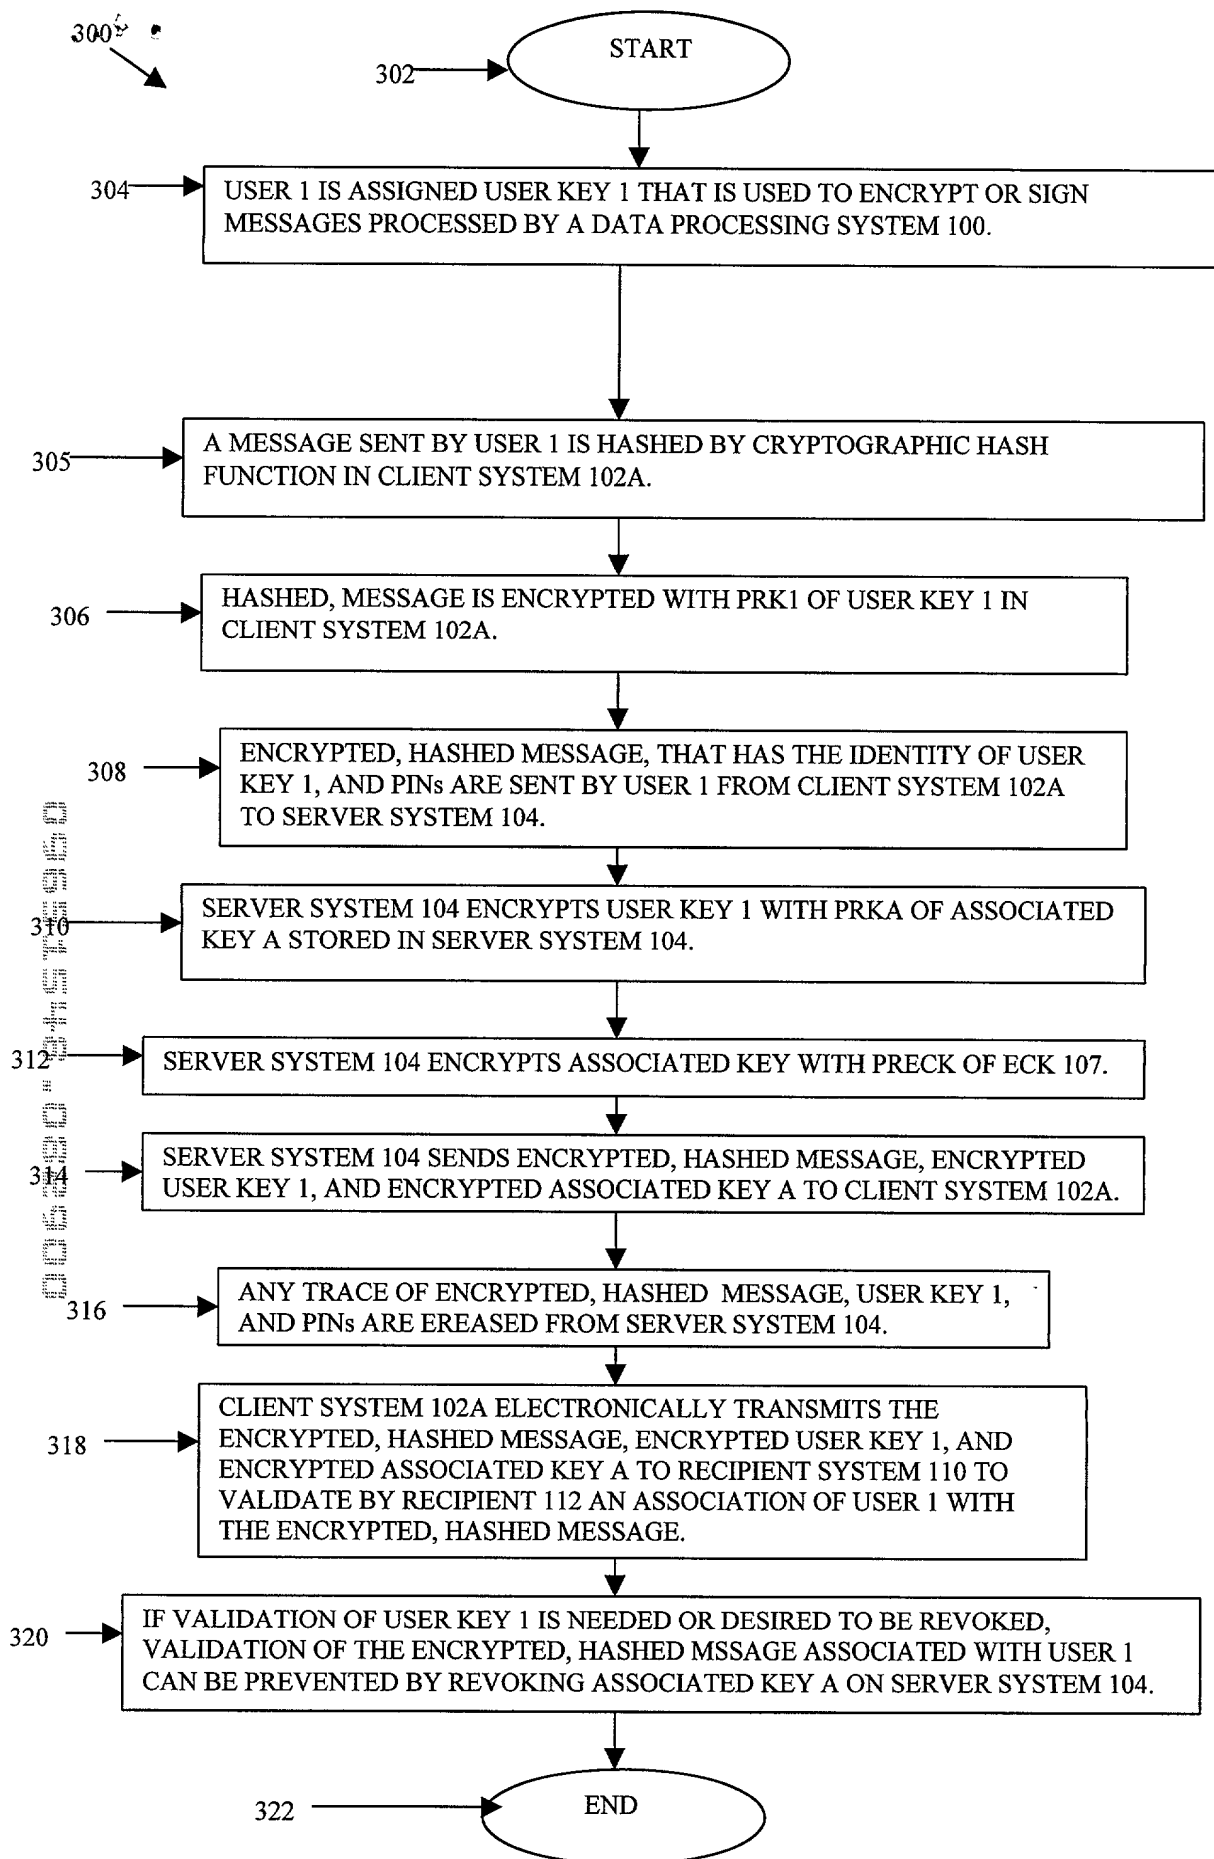 300
START
302
304
USER 1 IS ASSIGNED USER KEY 1 THAT IS USED TO ENCRYPT OR SIGN
MESSAGES PROCESSED BY A DATA PROCESSING SYSTEM 100.
305
A MESSAGE SENT BY USER 1 IS HASHED BY CRYPTOGRAPHIC HASH
FUNCTION IN CLIENT SYSTEM 102A.
306
HASHED, MESSAGE IS ENCRYPTED WITH PRK1 OF USER KEY 1 IN
CLIENT SYSTEM 102A.
308
ENCRYPTED, HASHED MESSAGE, THAT HAS THE IDENTITY OF USER
KEY 1, AND PINs ARE SENT BY USER 1 FROM CLIENT SYSTEM 102A
TO SERVER SYSTEM 104.
310
SERVER SYSTEM 104 ENCRYPTS USER KEY 1 WITH PRKA OF ASSOCIATED
KEY A STORED IN SERVER SYSTEM 104.
312
SERVER SYSTEM 104 ENCRYPTS ASSOCIATED KEY WITH PRECK OF ECK 107.
314
SERVER SYSTEM 104 SENDS ENCRYPTED, HASHED MESSAGE, ENCRYPTED
USER KEY 1, AND ENCRYPTED ASSOCIATED KEY A TO CLIENT SYSTEM 102A.
316
ANY TRACE OF ENCRYPTED, HASHED MESSAGE, USER KEY 1,
AND PINs ARE EREASED FROM SERVER SYSTEM 104.
318
CLIENT SYSTEM 102A ELECTRONICALLY TRANSMITS THE
ENCRYPTED, HASHED MESSAGE, ENCRYPTED USER KEY 1, AND
ENCRYPTED ASSOCIATED KEY A TO RECIPIENT SYSTEM 110 TO
VALIDATE BY RECIPIENT 112 AN ASSOCIATION OF USER 1 WITH
THE ENCRYPTED, HASHED MESSAGE.
320
IF VALIDATION OF USER KEY 1 IS NEEDED OR DESIRED TO BE REVOKED,
VALIDATION OF THE ENCRYPTED, HASHED MSSAGE ASSOCIATED WITH USER 1
CAN BE PREVENTED BY REVOKING ASSOCIATED KEY A ON SERVER SYSTEM 104.
322
END